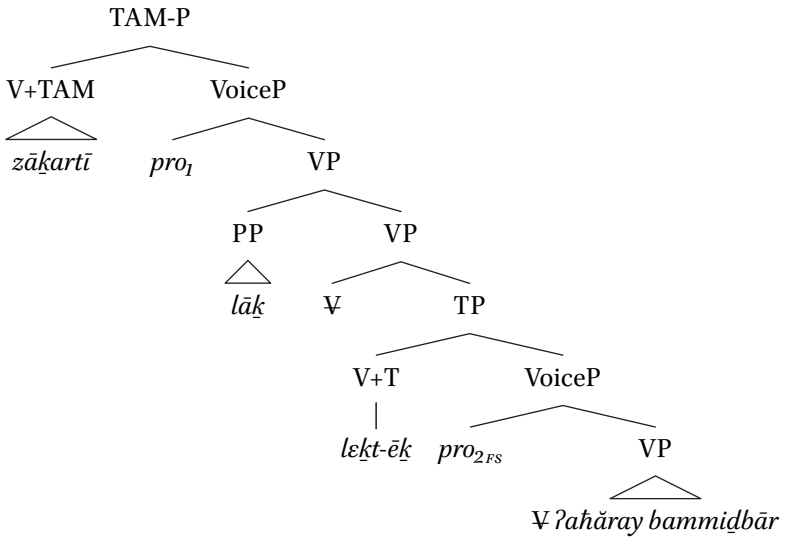 TAM-P
V+TAM VoiceP
zāḵartī pro₁ VP
PP VP
lāḵ V̶ TP
V+T VoiceP
lɛḵt-ēḵ pro₂FS VP
V̶ ʔaħăray bammiḏbār